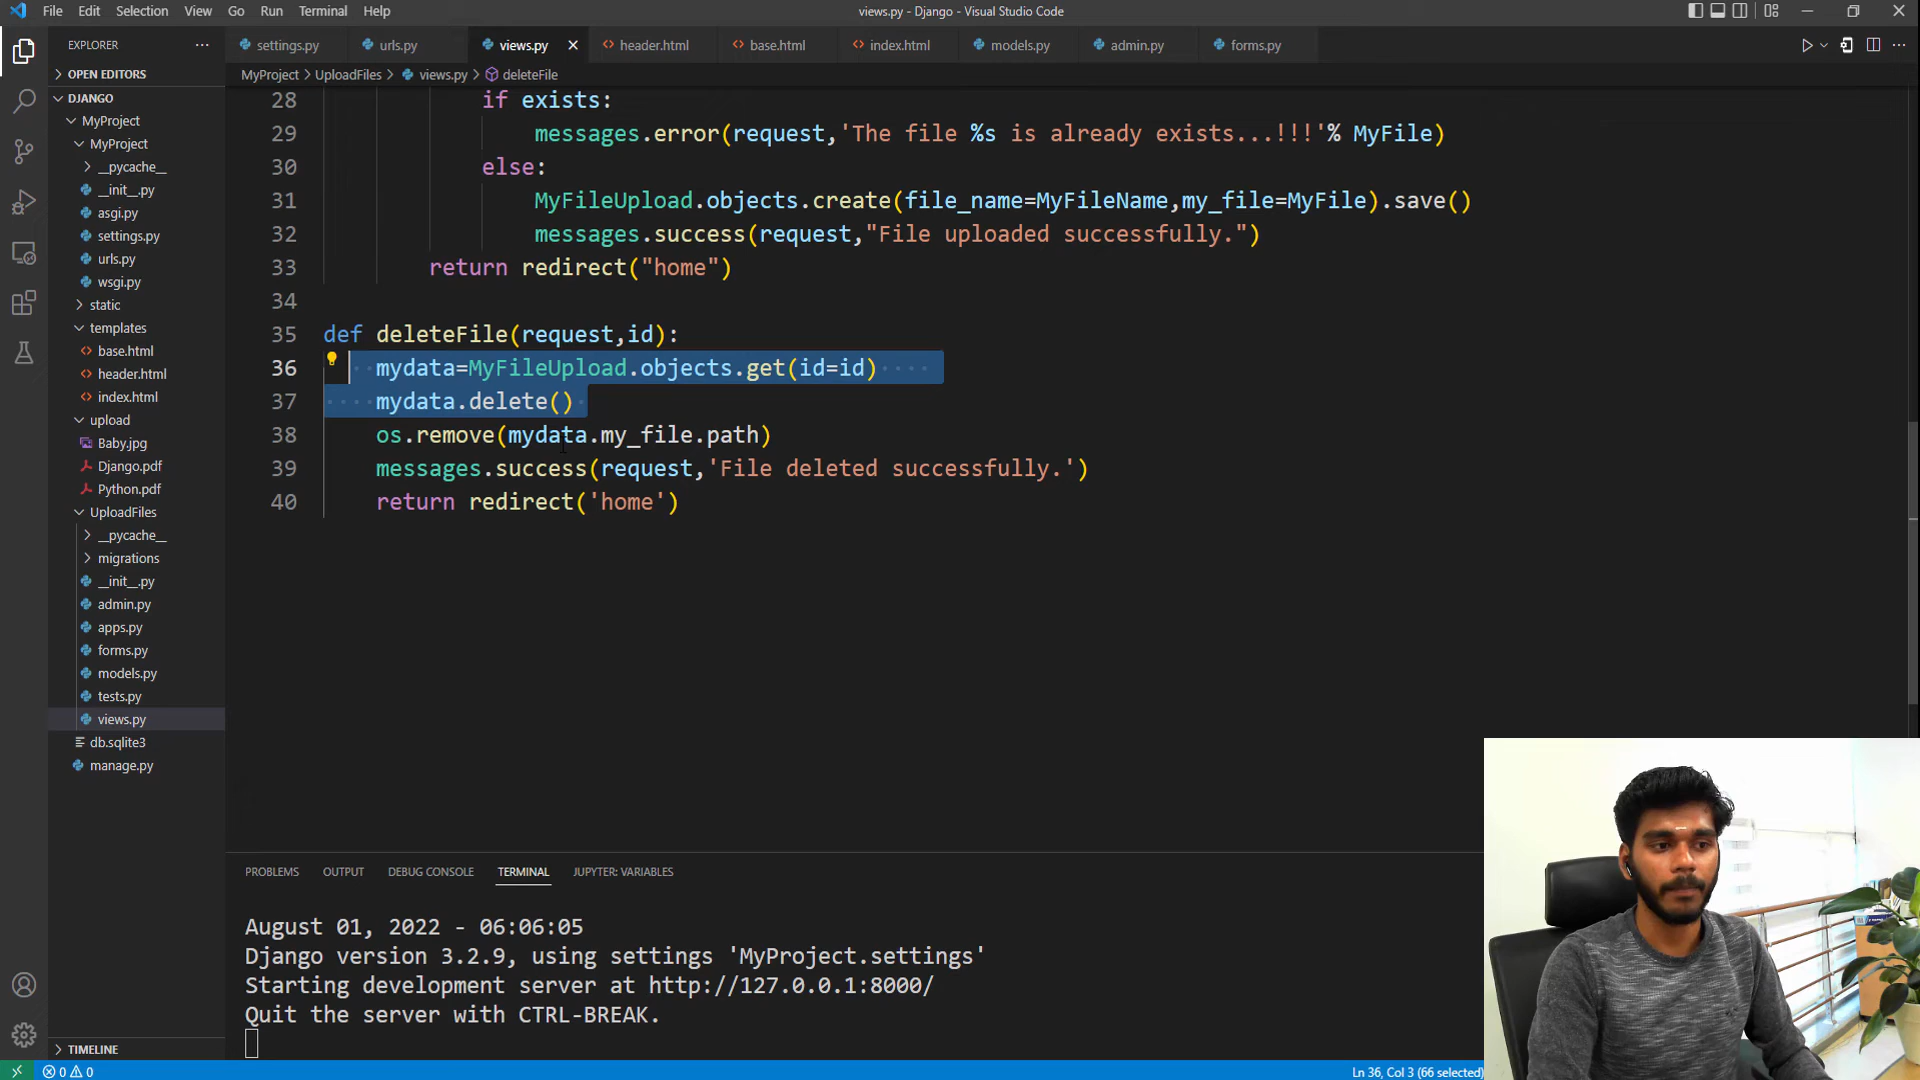 File Edit Selection View Go Run Terminal Help
views.py - Django - Visual Studio Code
EXPLORER
settings.py urls.py views.py header.html base.html index.html models.py admin.py forms.py
MyProject > UploadFiles > views.py > deleteFile
OPEN EDITORS
DJANGO
MyProject
MyProject
__pycache__
__init__.py
asgi.py
settings.py
urls.py
wsgi.py
static
templates
base.html
header.html
index.html
upload
Baby.jpg
Django.pdf
Python.pdf
UploadFiles
__pycache__
migrations
__init__.py
admin.py
apps.py
forms.py
models.py
tests.py
views.py
db.sqlite3
manage.py
TIMELINE
28 if exists:
29 messages.error(request,'The file %s is already exists...!!!'% MyFile)
30 else:
31 MyFileUpload.objects.create(file_name=MyFileName,my_file=MyFile).save()
32 messages.success(request,"File uploaded successfully.")
33 return redirect("home")
34
35 def deleteFile(request,id):
36 mydata=MyFileUpload.objects.get(id=id)
37 mydata.delete()
38 os.remove(mydata.my_file.path)
39 messages.success(request,'File deleted successfully.')
40 return redirect('home')
PROBLEMS OUTPUT DEBUG CONSOLE TERMINAL JUPYTER: VARIABLES
August 01, 2022 - 06:06:05
Django version 3.2.9, using settings 'MyProject.settings'
Starting development server at http://127.0.0.1:8000/
Quit the server with CTRL-BREAK.
0 0
Ln 36, Col 3 (66 selected)